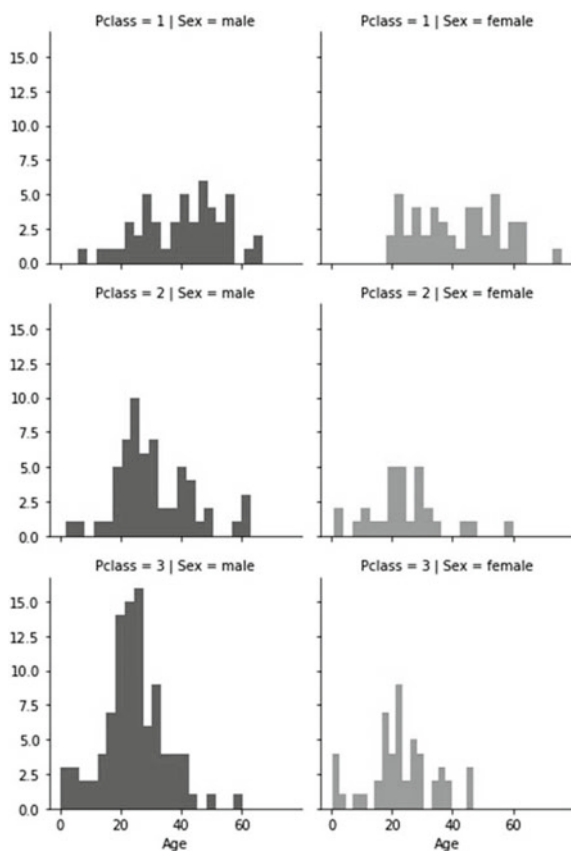 Pclass = 1 | Sex = male
Pclass = 1 | Sex = female
15.0
12.5
10.0
7.5
5.0
2.5
0.0
Pclass = 2 | Sex = male
Pclass = 2 | Sex = female
15.0
12.5
10.0
7.5
5.0
2.5
0.0
Pclass = 3 | Sex = male
Pclass = 3 | Sex = female
15.0
12.5
10.0
7.5
5.0
2.5
0.0
0 20 40 60
0 20 40 60
Age
Age